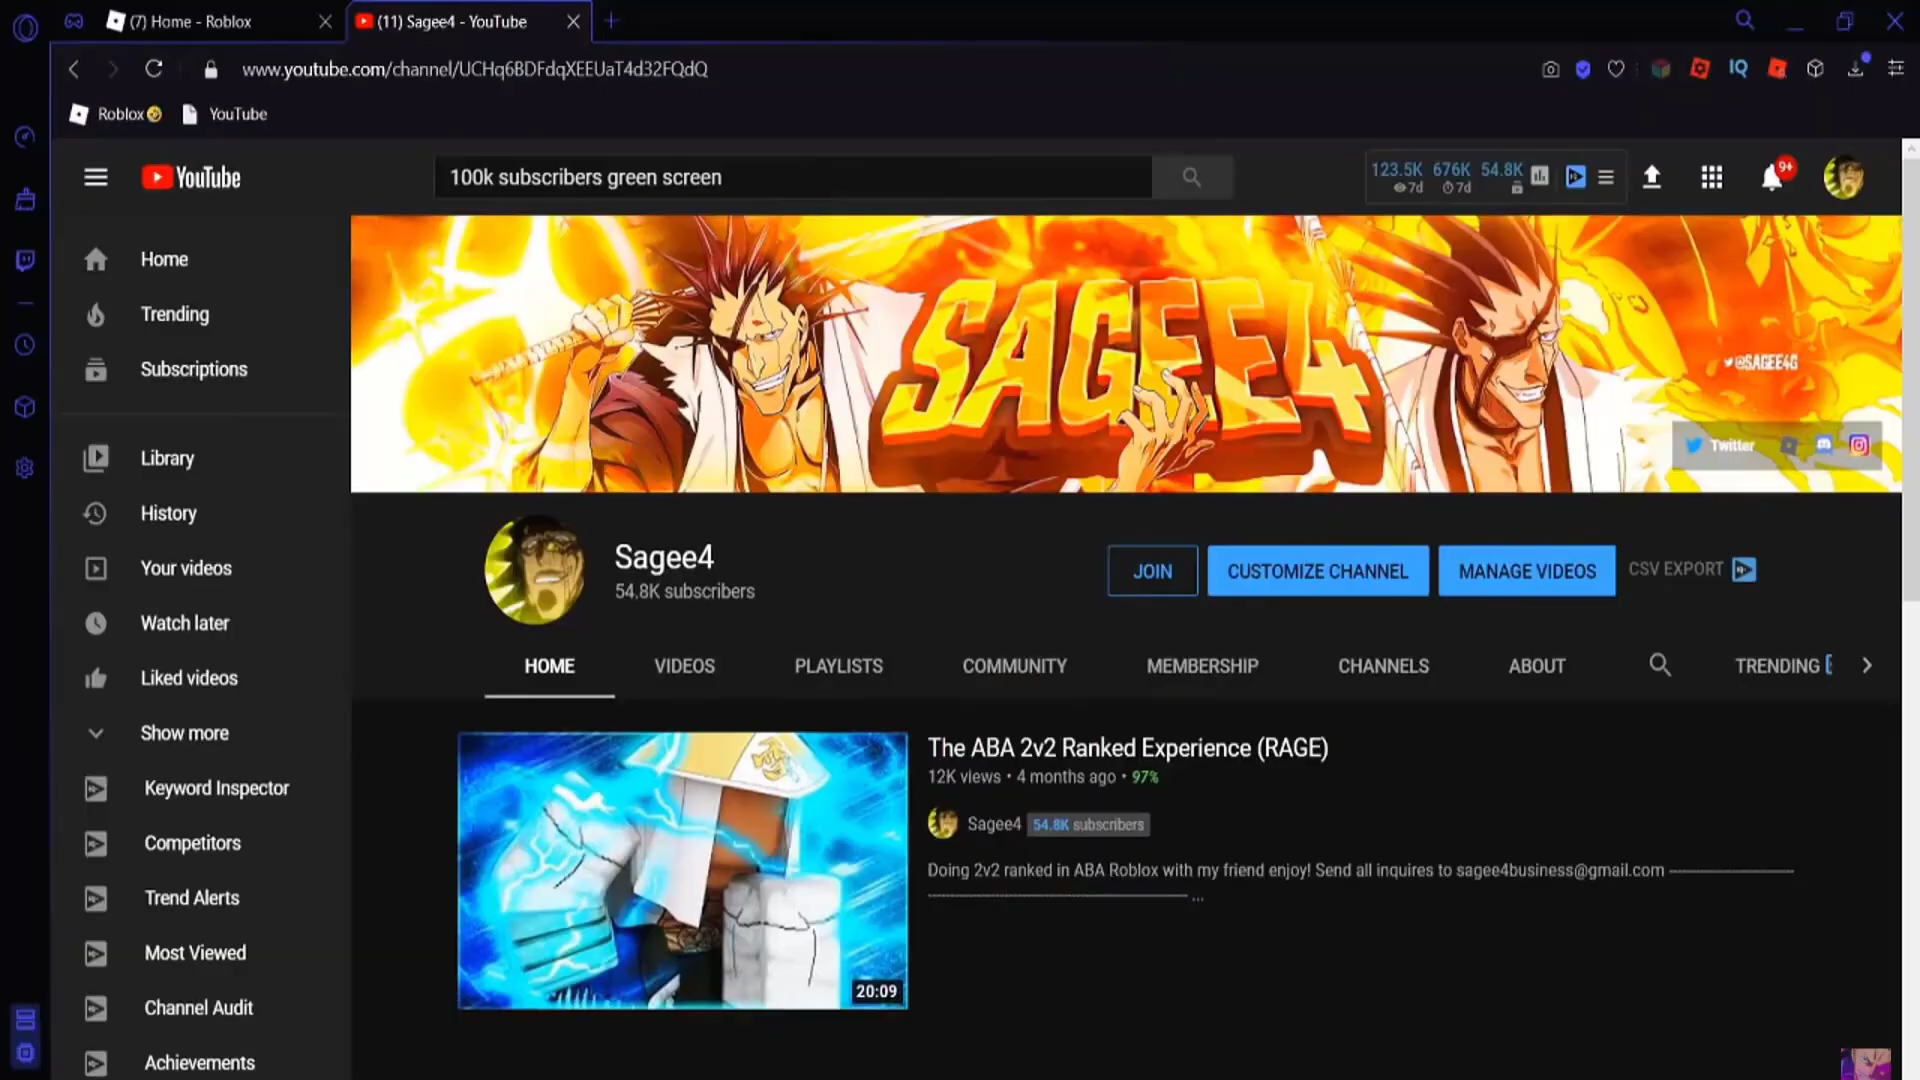 (7) Home - Roblox
(11) Sagee4 - YouTube
www.youtube.com/channel/UCHq6BDFdqXEEUaT4d32FQdQ
Roblox
YouTube
YouTube
100k subscribers green screen
123.5K 676K 54.8K
7d 7d
9+
Home
Trending
Subscriptions
Library
History
Your videos
Watch later
Liked videos
Show more
Keyword Inspector
Competitors
Trend Alerts
Most Viewed
Channel Audit
Achievements
SAGEE4
@SAGEE4G
Twitter
Sagee4
54.8K subscribers
JOIN
CUSTOMIZE CHANNEL
MANAGE VIDEOS
CSV EXPORT
HOME VIDEOS PLAYLISTS COMMUNITY MEMBERSHIP CHANNELS ABOUT TRENDING
The ABA 2v2 Ranked Experience (RAGE)
12K views • 4 months ago • 97%
Sagee4 54.8K subscribers
Doing 2v2 ranked in ABA Roblox with my friend enjoy! Send all inquires to sagee4business@gmail.com ----------------------
-------------------------------------------- ...
20:09
IQ